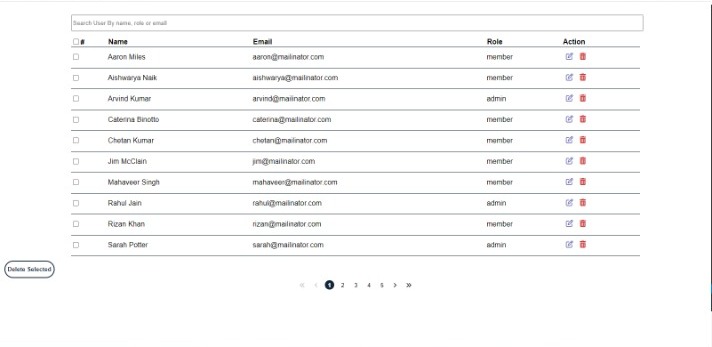 Search User By name, role or email
# Name Email Role Action
Aaron Miles aaron@mailinator.com member
Aishwarya Naik aishwarya@mailinator.com member
Arvind Kumar arvind@mailinator.com admin
Caterina Binotto caterina@mailinator.com member
Chetan Kumar chetan@mailinator.com member
Jim McClain jim@mailinator.com member
Mahaveer Singh mahaveer@mailinator.com member
Rahul Jain rahul@mailinator.com admin
Rizan Khan rizan@mailinator.com member
Sarah Potter sarah@mailinator.com admin
Delete Selected
« ‹ 1 2 3 4 5 › »